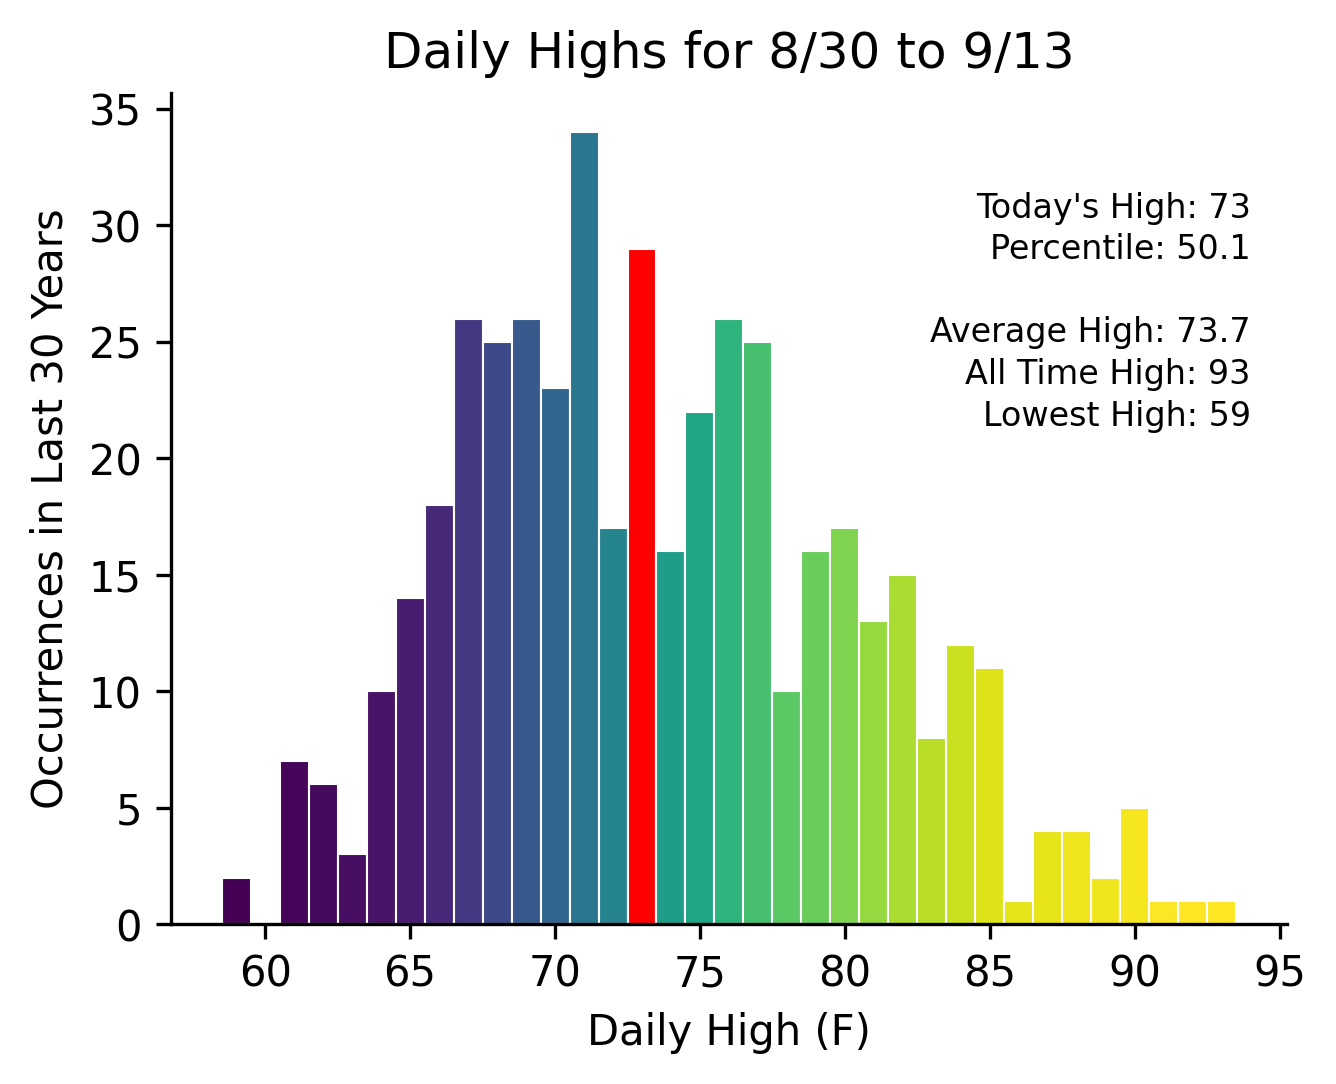 Daily Highs for 8/30 to 9/13
Occurrences in Last 30 Years
35
30
25
20
15
10
5
0
Today's High: 73
Percentile: 50.1
Average High: 73.7
All Time High: 93
Lowest High: 59
60 65 70 75 80 85 90 95
Daily High (F)